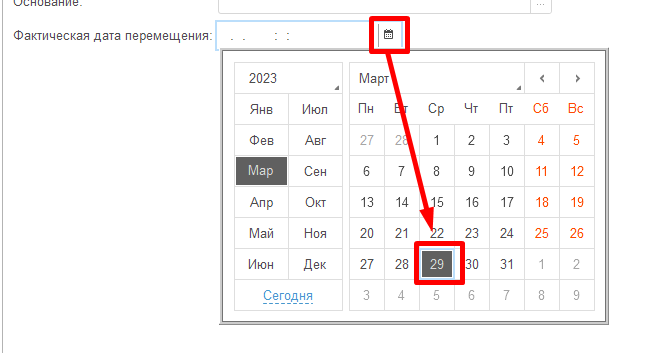 Основание:
...
Фактическая дата перемещения: . . : :
2023 Март
Янв Июл Пн Вт Ср Чт Пт Сб Вс
Фев Авг 27 28 1 2 3 4 5
Мар Сен 6 7 8 9 10 11 12
Апр Окт 13 14 15 16 17 18 19
Май Ноя 20 21 22 23 24 25 26
Июн Дек 27 28 29 30 31 1 2
Сегодня 3 4 5 6 7 8 9